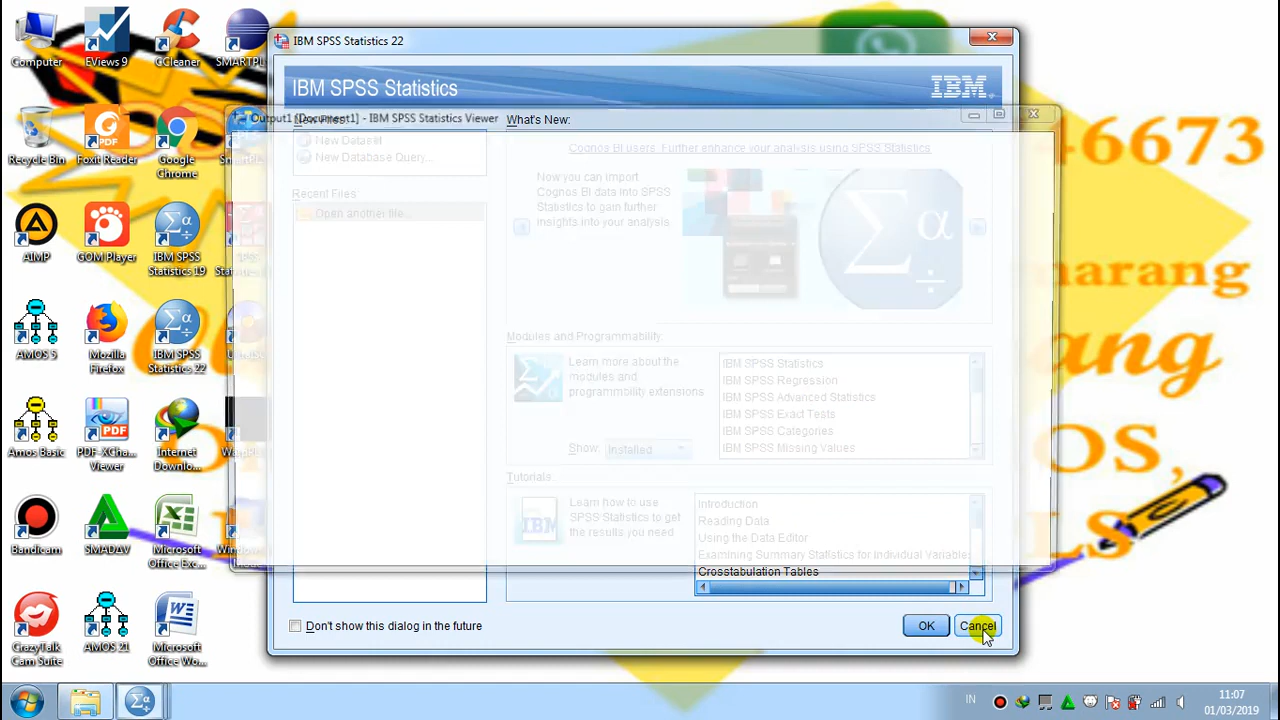 Computer
EViews 9
CCleaner
SMARTPL
IBM SPSS Statistics 22
IBM SPSS Statistics
IBM
Output1 [Document1] - IBM SPSS Statistics Viewer
What's New:
New Dataset
New Database Query...
Cognos BI users: Further enhance your analysis using SPSS Statistics
Now you can import
Cognos BI data into SPSS
Statistics to gain further
insights into your analysis
Recent Files:
Open another file...
46673
Recycle Bin
Foxit Reader
Google
Chrome
AIMP
GOM Player
IBM SPSS
Statistics 19
marang
ang
OS,
AMOS 5
Mozilla
Firefox
IBM SPSS
Statistics 22
Modules and Programmability:
Learn more about the
modules and
programmability extensions
IBM SPSS Statistics
IBM SPSS Regression
IBM SPSS Advanced Statistics
IBM SPSS Exact Tests
IBM SPSS Categories
IBM SPSS Missing Values
Show:
Installed
Amos Basic
PDF-XCha...
Viewer
Internet
Downlo...
Tutorials:
Learn how to use
SPSS Statistics to get
the results you need
Introduction
Reading Data
Using the Data Editor
Examining Summary Statistics for Individual Variables
Crosstabulation Tables
Bandicam
SMADΔV
Microsoft
Office Exc...
Don't show this dialog in the future
OK
Cancel
CrazyTalk
Cam Suite
AMOS 21
Microsoft
Office Wo...
IN
11:07
01/03/2019